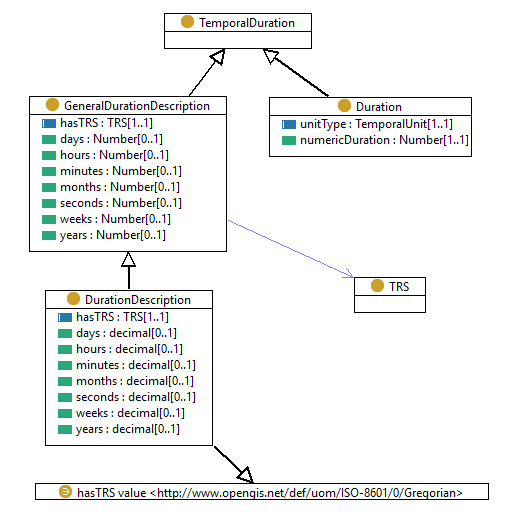 TemporalDuration
GeneralDurationDescription
hasTRS : TRS[1..1]
days : Number[0..1]
hours : Number[0..1]
minutes : Number[0..1]
months : Number[0..1]
seconds : Number[0..1]
weeks : Number[0..1]
years : Number[0..1]
Duration
unitType : TemporalUnit[1..1]
numericDuration : Number[1..1]
TRS
DurationDescription
hasTRS : TRS[1..1]
days : decimal[0..1]
hours : decimal[0..1]
minutes : decimal[0..1]
months : decimal[0..1]
seconds : decimal[0..1]
weeks : decimal[0..1]
years : decimal[0..1]
hasTRS value <http://www.opengis.net/def/uom/ISO-8601/0/Gregorian>